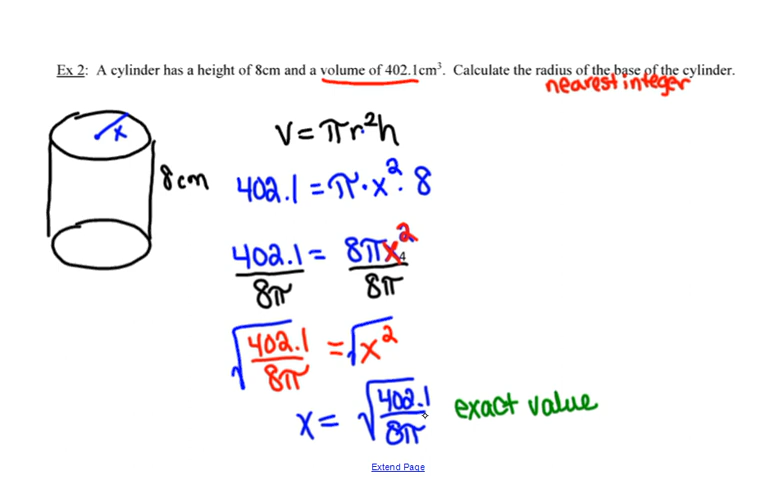 Ex 2: A cylinder has a height of 8cm and a volume of 402.1cm³. Calculate the radius of the base of the cylinder.
nearest integer
x
8cm
V = πr²h
402.1 = π·x²·8
402.1/8π = 8πx²/8π
√(402.1/8π) = √x²
x = √(402.1/8π) exact value
Extend Page